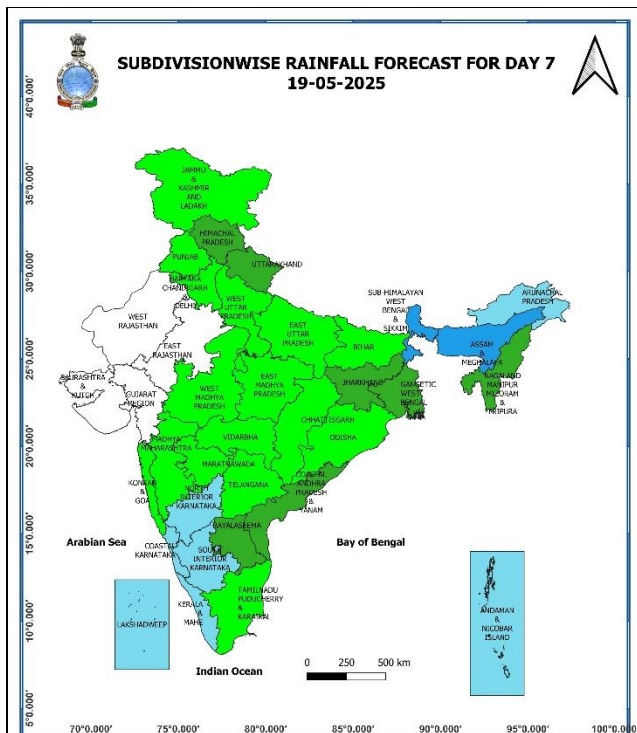 SUBDIVISIONWISE RAINFALL FORECAST FOR DAY 7
19-05-2025
40°0.000'
35°0.000'
30°0.000'
25°0.000'
20°0.000'
15°0.000'
10°0.000'
5°0.000'
JAMMU
&
KASHMIR
AND
LADAKH
HIMACHAL
PRADESH
PUNJAB
UTTARAKHAND
HARYANA
CHANDIGARH
&
DELHI
WEST
UTTAR
PRADESH
SUB-HIMALAYAN
WEST
BENGAL
&
SIKKIM
ARUNACHAL
PRADESH
WEST
RAJASTHAN
EAST
RAJASTHAN
EAST
UTTAR
PRADESH
BIHAR
ASSAM
&
MEGHALAYA
NAGALAND
MANIPUR
MIZORAM
&
TRIPURA
SAURASHTRA
&
KUTCH
GUJARAT
REGION
WEST
MADHYA
PRADESH
EAST
MADHYA
PRADESH
JHARKHAND
GANGETIC
WEST
BENGAL
CHHATTISGARH
ODISHA
MADHYA
MAHARASHTRA
VIDARBHA
MARATHWADA
KONKAN
&
GOA
NORTH
INTERIOR
KARNATAKA
TELANGANA
COASTAL
ANDHRA
PRADESH
&
YANAM
RAYALASEEMA
Arabian Sea
Bay of Bengal
COASTAL
KARNATAKA
SOUTH
INTERIOR
KARNATAKA
TAMILNADU
PUDUCHERRY
&
KARAIKAL
KERALA
&
MAHE
LAKSHADWEEP
ANDAMAN
&
NICOBAR
ISLAND
Indian Ocean
0 250 500 km
70°0.000' 75°0.000' 80°0.000' 85°0.000' 90°0.000' 95°0.000' 100°0.000'